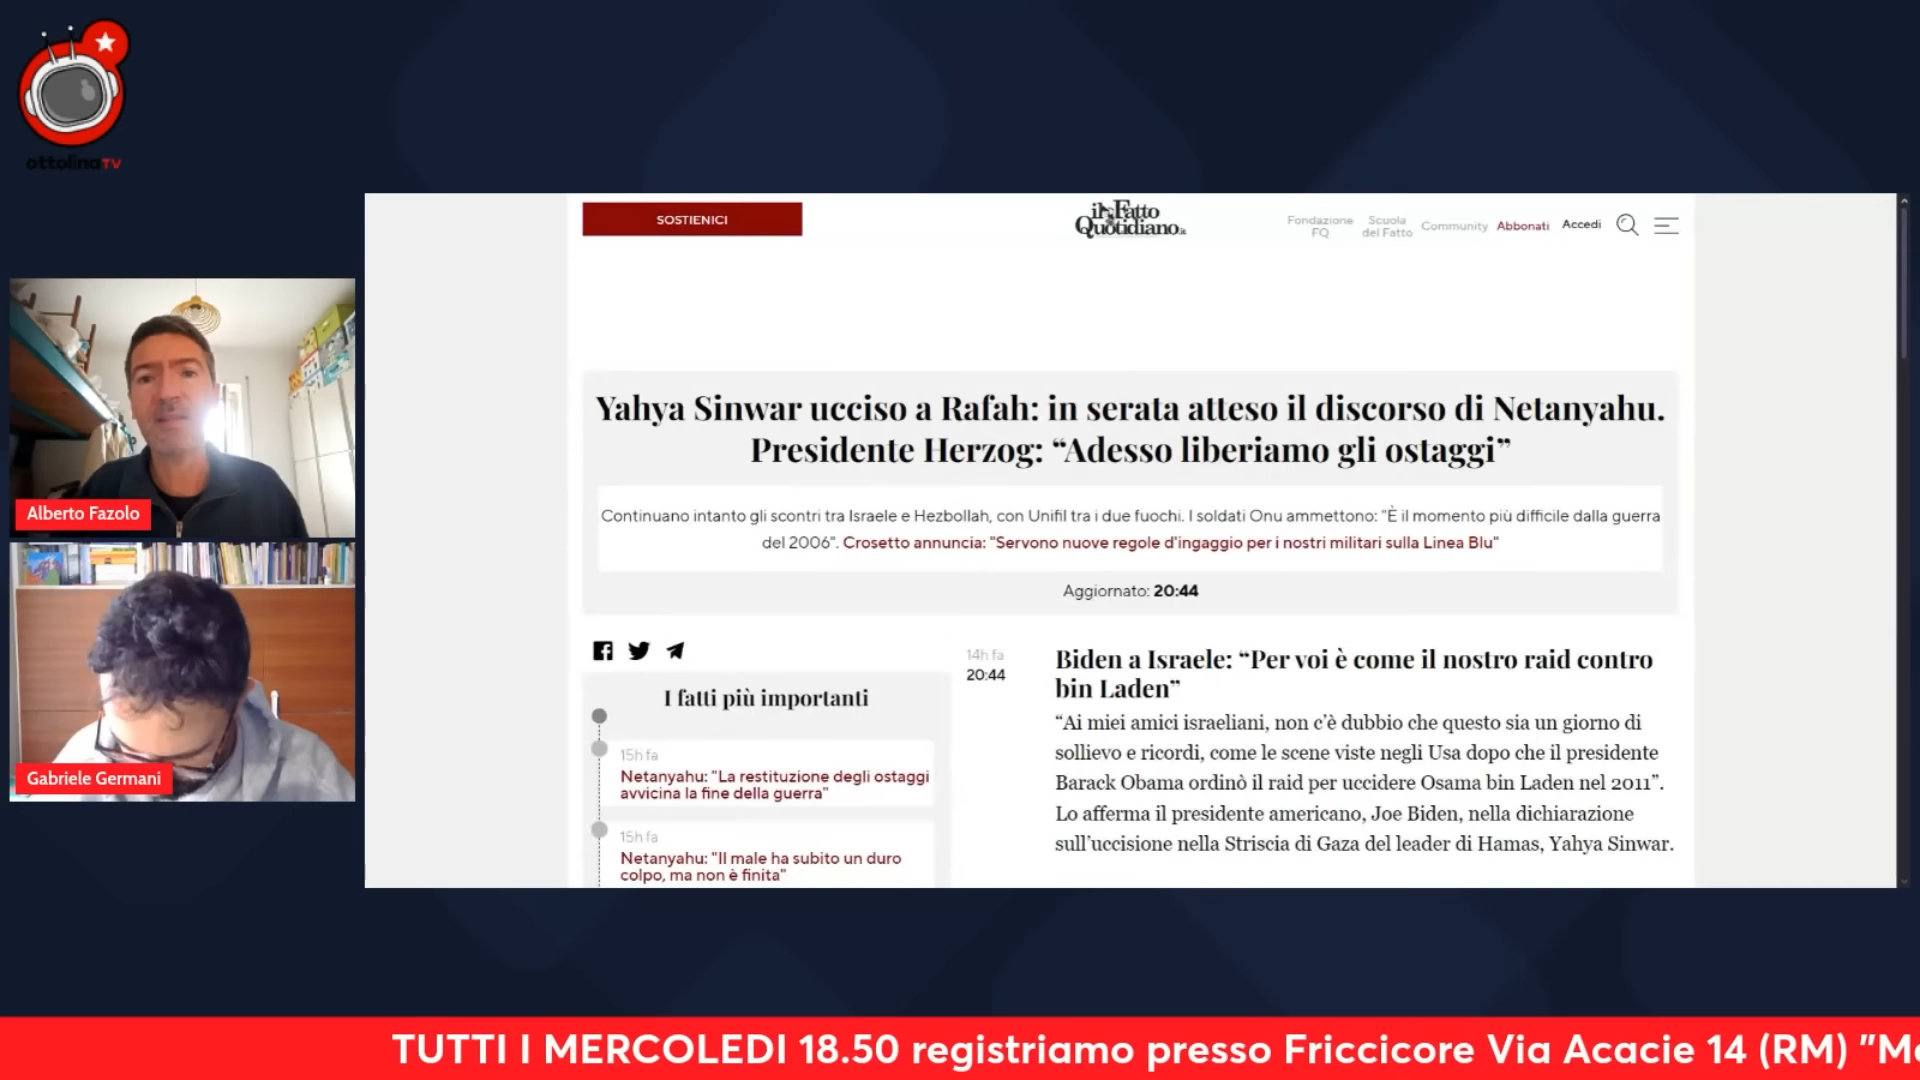 ottolinaTV
SOSTIENICI
il Fatto
Quotidiano.it
Fondazione
FQ
Scuola
del Fatto
Community
Abbonati
Accedi
Yahya Sinwar ucciso a Rafah: in serata atteso il discorso di Netanyahu.
Presidente Herzog: “Adesso liberiamo gli ostaggi”
Continuano intanto gli scontri tra Israele e Hezbollah, con Unifil tra i due fuochi. I soldati Onu ammettono: "È il momento più difficile dalla guerra
del 2006". Crosetto annuncia: "Servono nuove regole d'ingaggio per i nostri militari sulla Linea Blu"
Aggiornato: 20:44
I fatti più importanti
15h fa
Netanyahu: "La restituzione degli ostaggi
avvicina la fine della guerra"
15h fa
Netanyahu: "Il male ha subito un duro
colpo, ma non è finita"
14h fa
20:44
Biden a Israele: “Per voi è come il nostro raid contro
bin Laden”
“Ai miei amici israeliani, non c’è dubbio che questo sia un giorno di
sollievo e ricordi, come le scene viste negli Usa dopo che il presidente
Barack Obama ordinò il raid per uccidere Osama bin Laden nel 2011”.
Lo afferma il presidente americano, Joe Biden, nella dichiarazione
sull’uccisione nella Striscia di Gaza del leader di Hamas, Yahya Sinwar.
Alberto Fazolo
Gabriele Germani
TUTTI I MERCOLEDI 18.50 registriamo presso Friccicore Via Acacie 14 (RM) "M